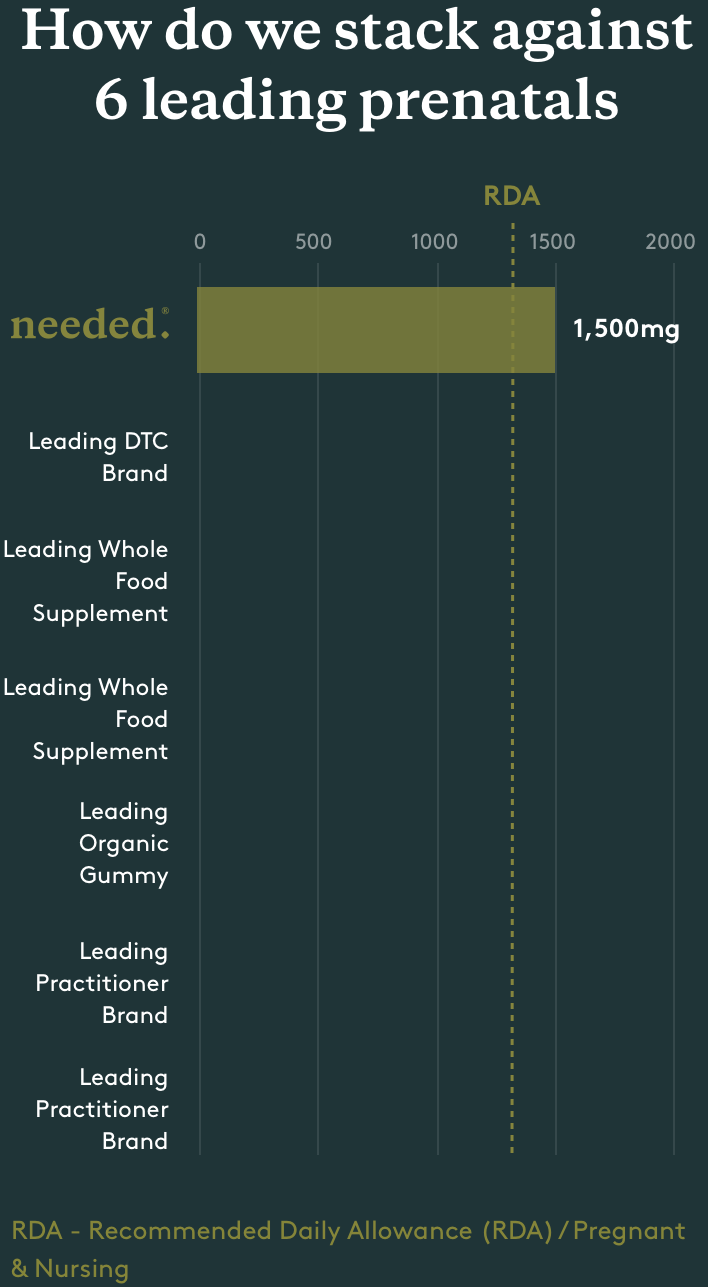 How do we stack against
6 leading prenatals
RDA
0 500 1000 1500 2000
needed.®
1,500mg
Leading DTC
Brand
Leading Whole
Food
Supplement
Leading Whole
Food
Supplement
Leading
Organic
Gummy
Leading
Practitioner
Brand
Leading
Practitioner
Brand
RDA - Recommended Daily Allowance (RDA) / Pregnant
& Nursing